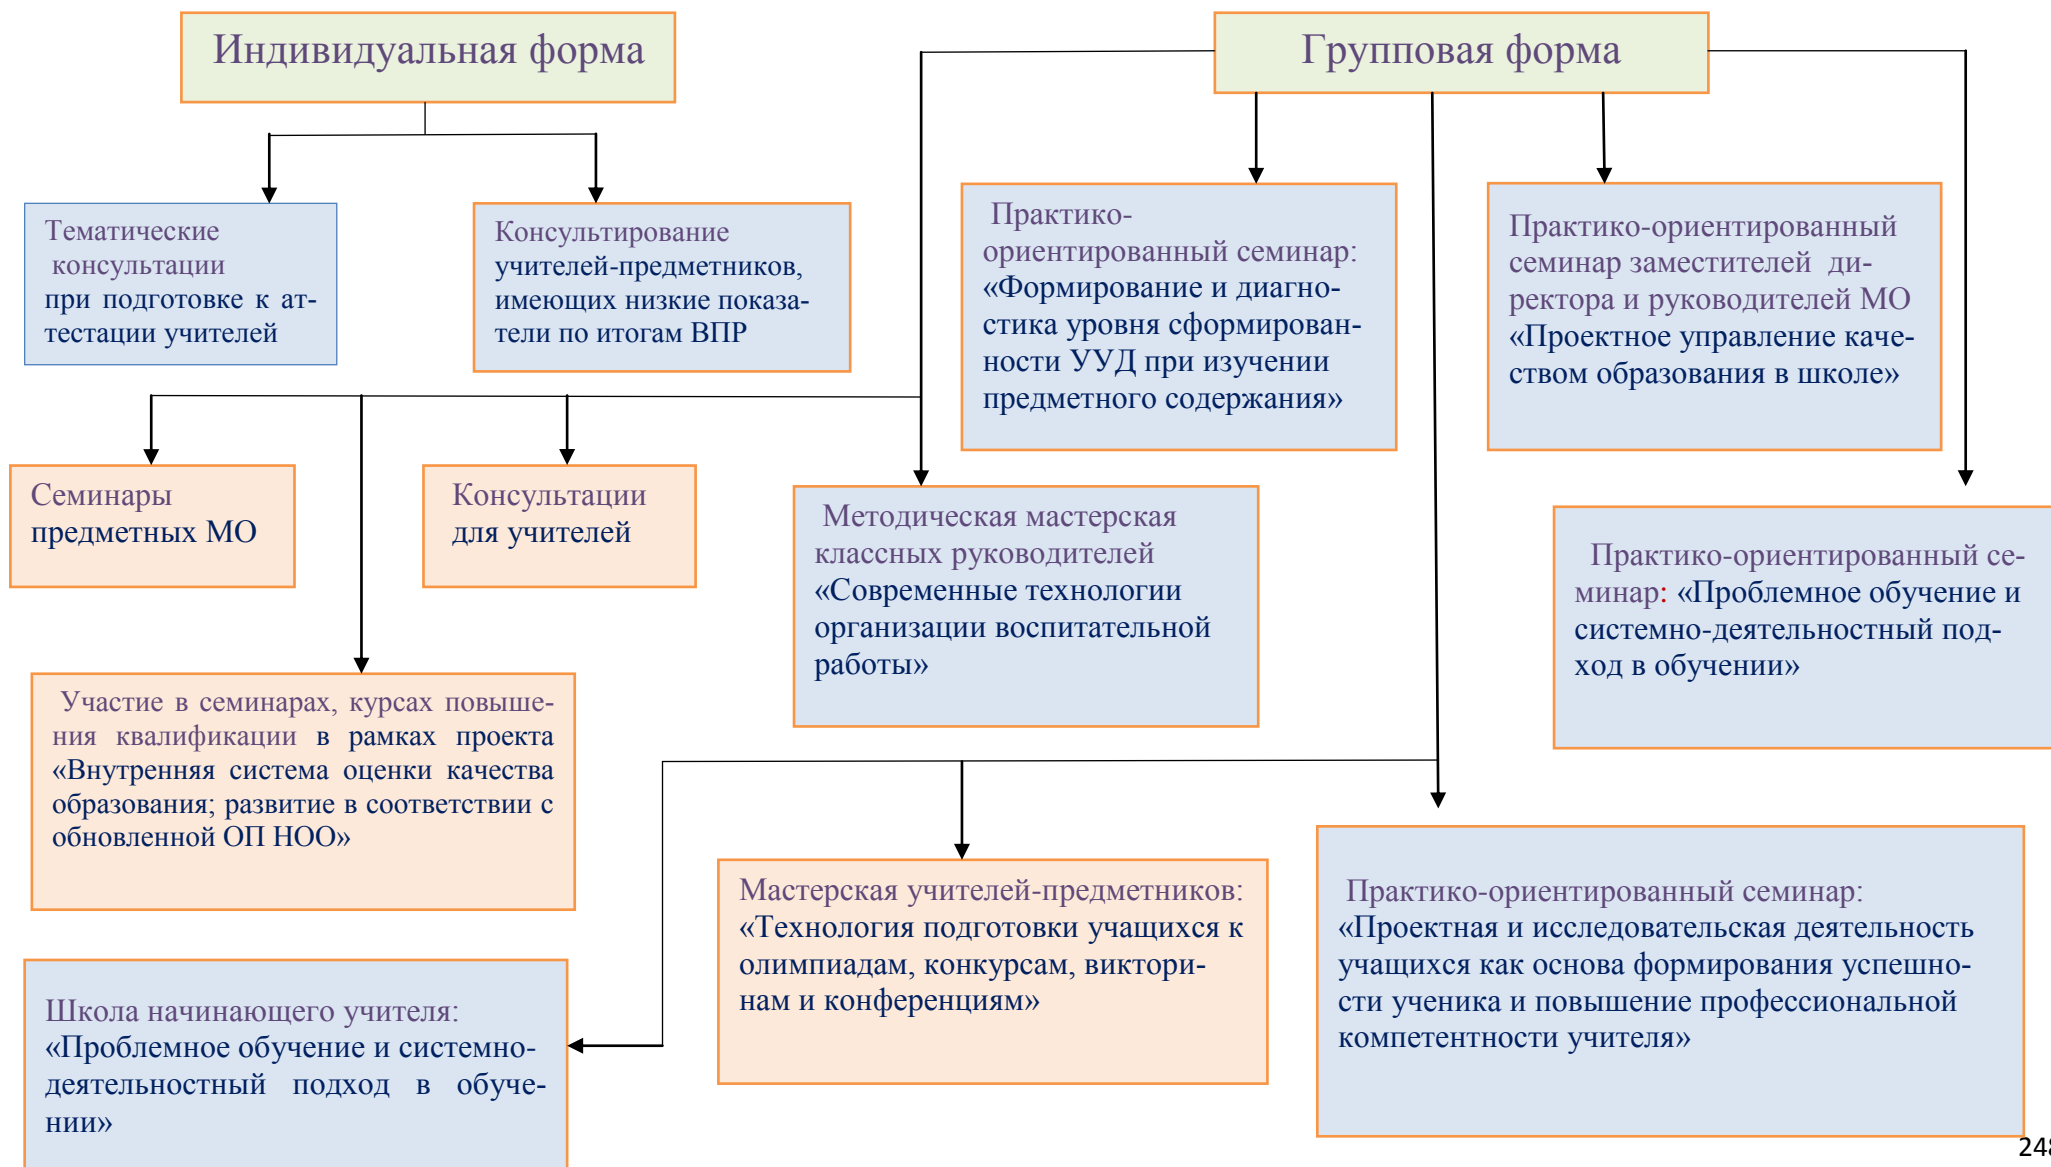 Индивидуальная форма
Групповая форма
Тематические
консультации
при подготовке к ат-
тестации учителей
Консультирование
учителей-предметников,
имеющих низкие показа-
тели по итогам ВПР
Практико-
ориентированный семинар:
«Формирование и диагно-
стика уровня сформирован-
ности УУД при изучении
предметного содержания»
Практико-ориентированный
семинар заместителей ди-
ректора и руководителей МО
«Проектное управление каче-
ством образования в школе»
Семинары
предметных МО
Консультации
для учителей
Методическая мастерская
классных руководителей
«Современные технологии
организации воспитательной
работы»
Практико-ориентированный се-
минар: «Проблемное обучение и
системно-деятельностный под-
ход в обучении»
Участие в семинарах, курсах повыше-
ния квалификации в рамках проекта
«Внутренняя система оценки качества
образования; развитие в соответствии с
обновленной ОП НОО»
Мастерская учителей-предметников:
«Технология подготовки учащихся к
олимпиадам, конкурсам, виктори-
нам и конференциям»
Практико-ориентированный семинар:
«Проектная и исследовательская деятельность
учащихся как основа формирования успешно-
сти ученика и повышение профессиональной
компетентности учителя»
Школа начинающего учителя:
«Проблемное обучение и системно-
деятельностный подход в обуче-
нии»
248